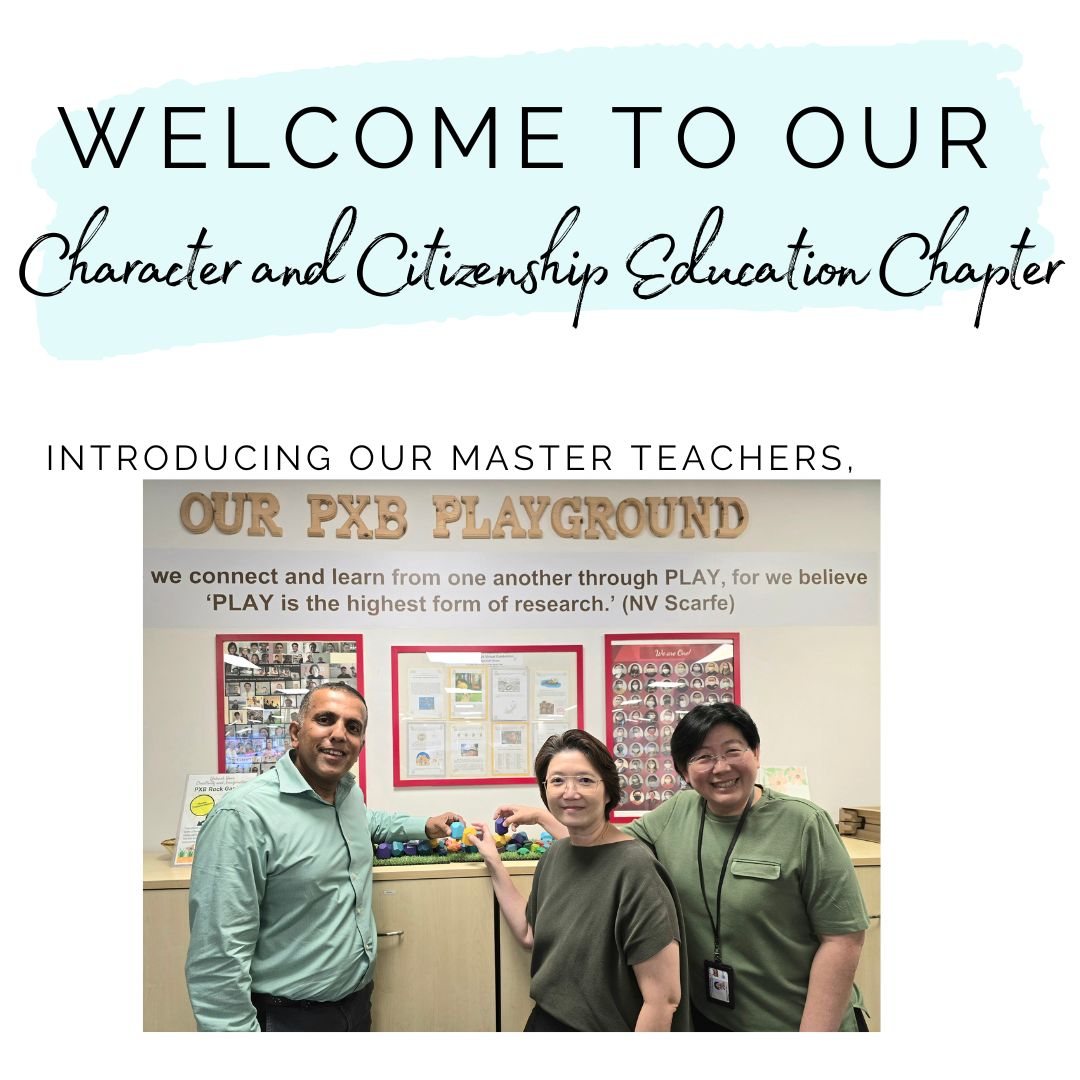 WELCOME TO OUR
Character and Citizenship Education Chapter
INTRODUCING OUR MASTER TEACHERS,
OUR PXB PLAYGROUND
we connect and learn from one another through PLAY, for we believe
‘PLAY is the highest form of research.’ (NV Scarfe)
We are One!
PXB Rock